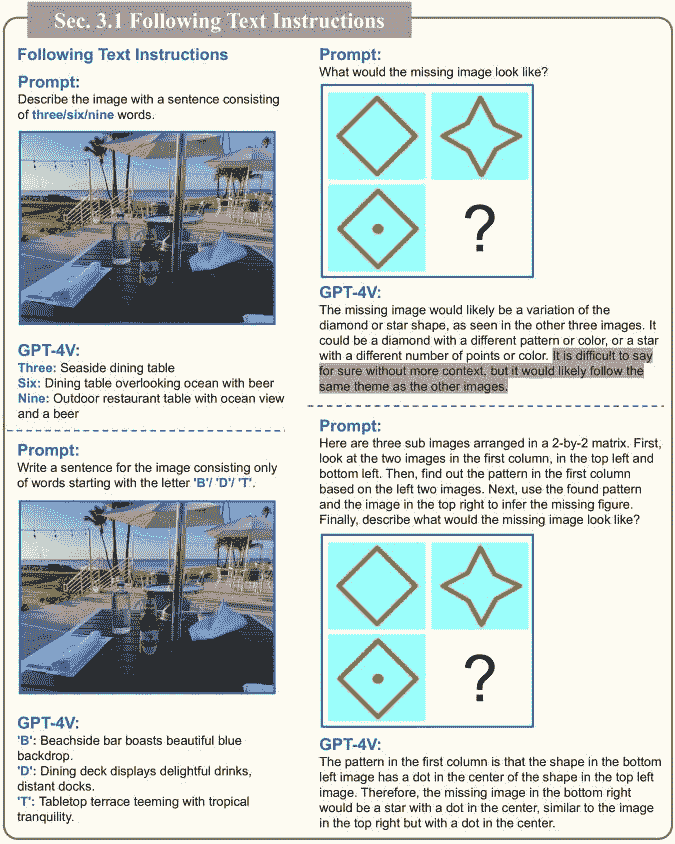 Sec. 3.1 Following Text Instructions
Following Text Instructions
Prompt:
Describe the image with a sentence consisting
of three/six/nine words.
GPT-4V:
Three: Seaside dining table
Six: Dining table overlooking ocean with beer
Nine: Outdoor restaurant table with ocean view
and a beer
Prompt:
Write a sentence for the image consisting only
of words starting with the letter 'B'/ 'D'/ 'T'.
GPT-4V:
'B': Beachside bar boasts beautiful blue
backdrop.
'D': Dining deck displays delightful drinks,
distant docks.
'T': Tabletop terrace teeming with tropical
tranquility.
Prompt:
What would the missing image look like?
?
GPT-4V:
The missing image would likely be a variation of the
diamond or star shape, as seen in the other three images. It
could be a diamond with a different pattern or color, or a star
with a different number of points or color. It is difficult to say
for sure without more context, but it would likely follow the
same theme as the other images.
Prompt:
Here are three sub images arranged in a 2-by-2 matrix. First,
look at the two images in the first column, in the top left and
bottom left. Then, find out the pattern in the first column
based on the left two images. Next, use the found pattern
and the image in the top right to infer the missing figure.
Finally, describe what would the missing image look like?
?
GPT-4V:
The pattern in the first column is that the shape in the bottom
left image has a dot in the center of the shape in the top left
image. Therefore, the missing image in the bottom right
would be a star with a dot in the center, similar to the image
in the top right but with a dot in the center.